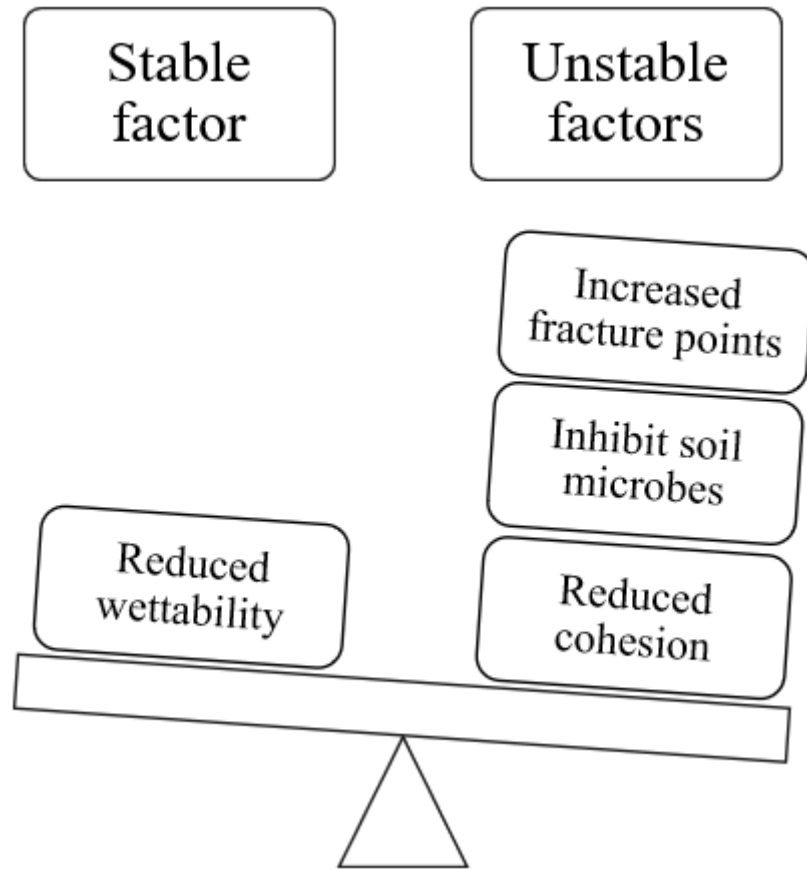 Stable
factor
Unstable
factors
Increased
fracture points
Inhibit soil
microbes
Reduced
wettability
Reduced
cohesion